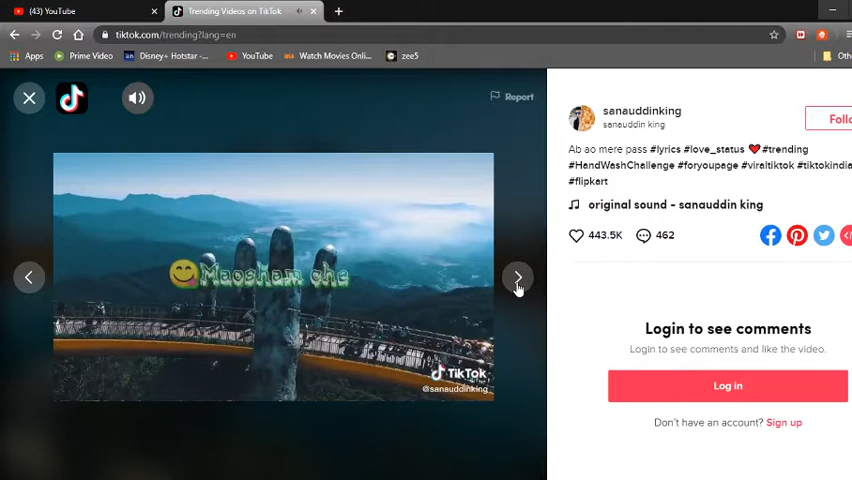 (43) YouTube
Trending Videos on TikTok
tiktok.com/trending?lang=en
Apps
Prime Video
Disney+ Hotstar -...
YouTube
Watch Movies Onli...
zee5
Report
sanauddinking
sanauddin king
Ab ao mere pass #lyrics #love_status ❤️ #trending
#HandWashChallenge #foryoupage #viraltiktok #tiktokindia
#flipkart
original sound - sanauddin king
443.5K
462
😋Maosham che
TikTok
@sanauddinking
Login to see comments
Login to see comments and like the video.
Log in
Don't have an account? Sign up